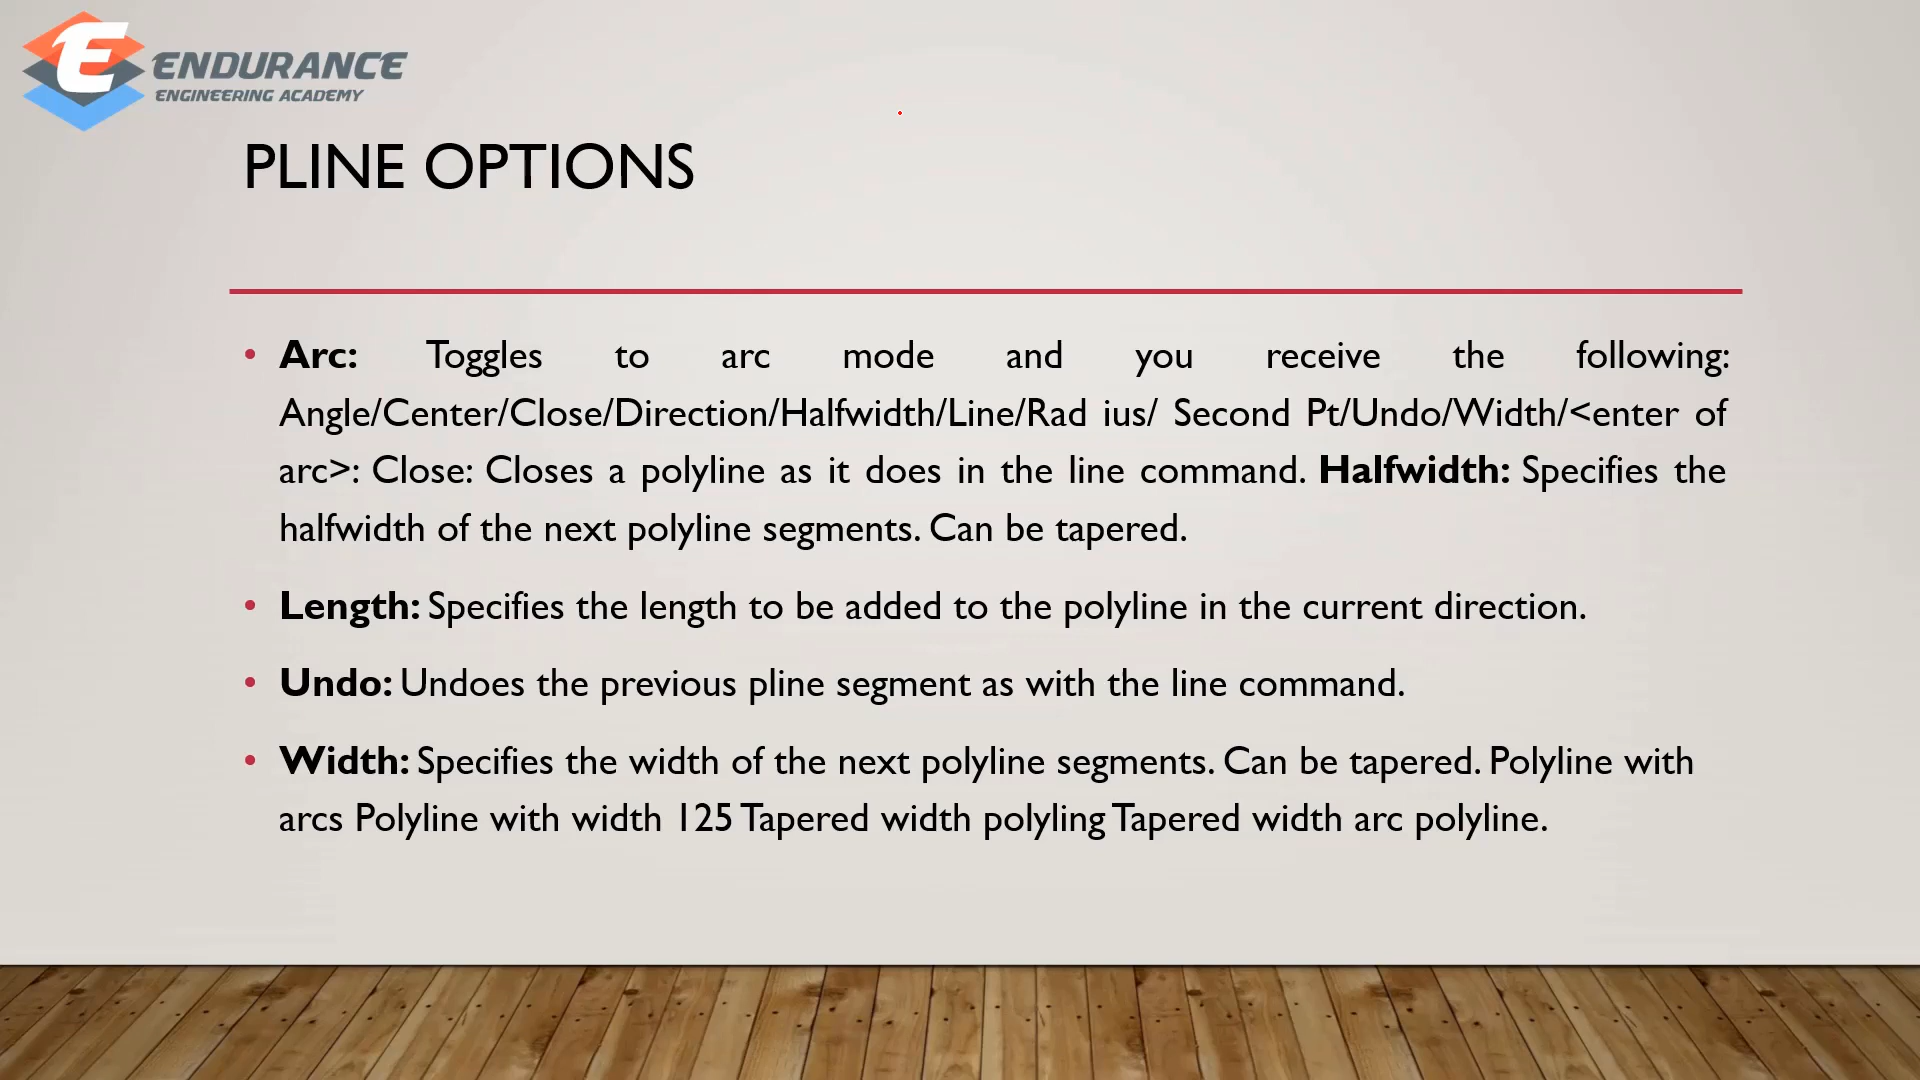 ENDURANCE
ENGINEERING ACADEMY
PLINE OPTIONS
• Arc: Toggles to arc mode and you receive the following:
Angle/Center/Close/Direction/Halfwidth/Line/Rad ius/ Second Pt/Undo/Width/<enter of
arc>: Close: Closes a polyline as it does in the line command. Halfwidth: Specifies the
halfwidth of the next polyline segments. Can be tapered.
• Length: Specifies the length to be added to the polyline in the current direction.
• Undo: Undoes the previous pline segment as with the line command.
• Width: Specifies the width of the next polyline segments. Can be tapered. Polyline with
arcs Polyline with width 125 Tapered width polyling Tapered width arc polyline.